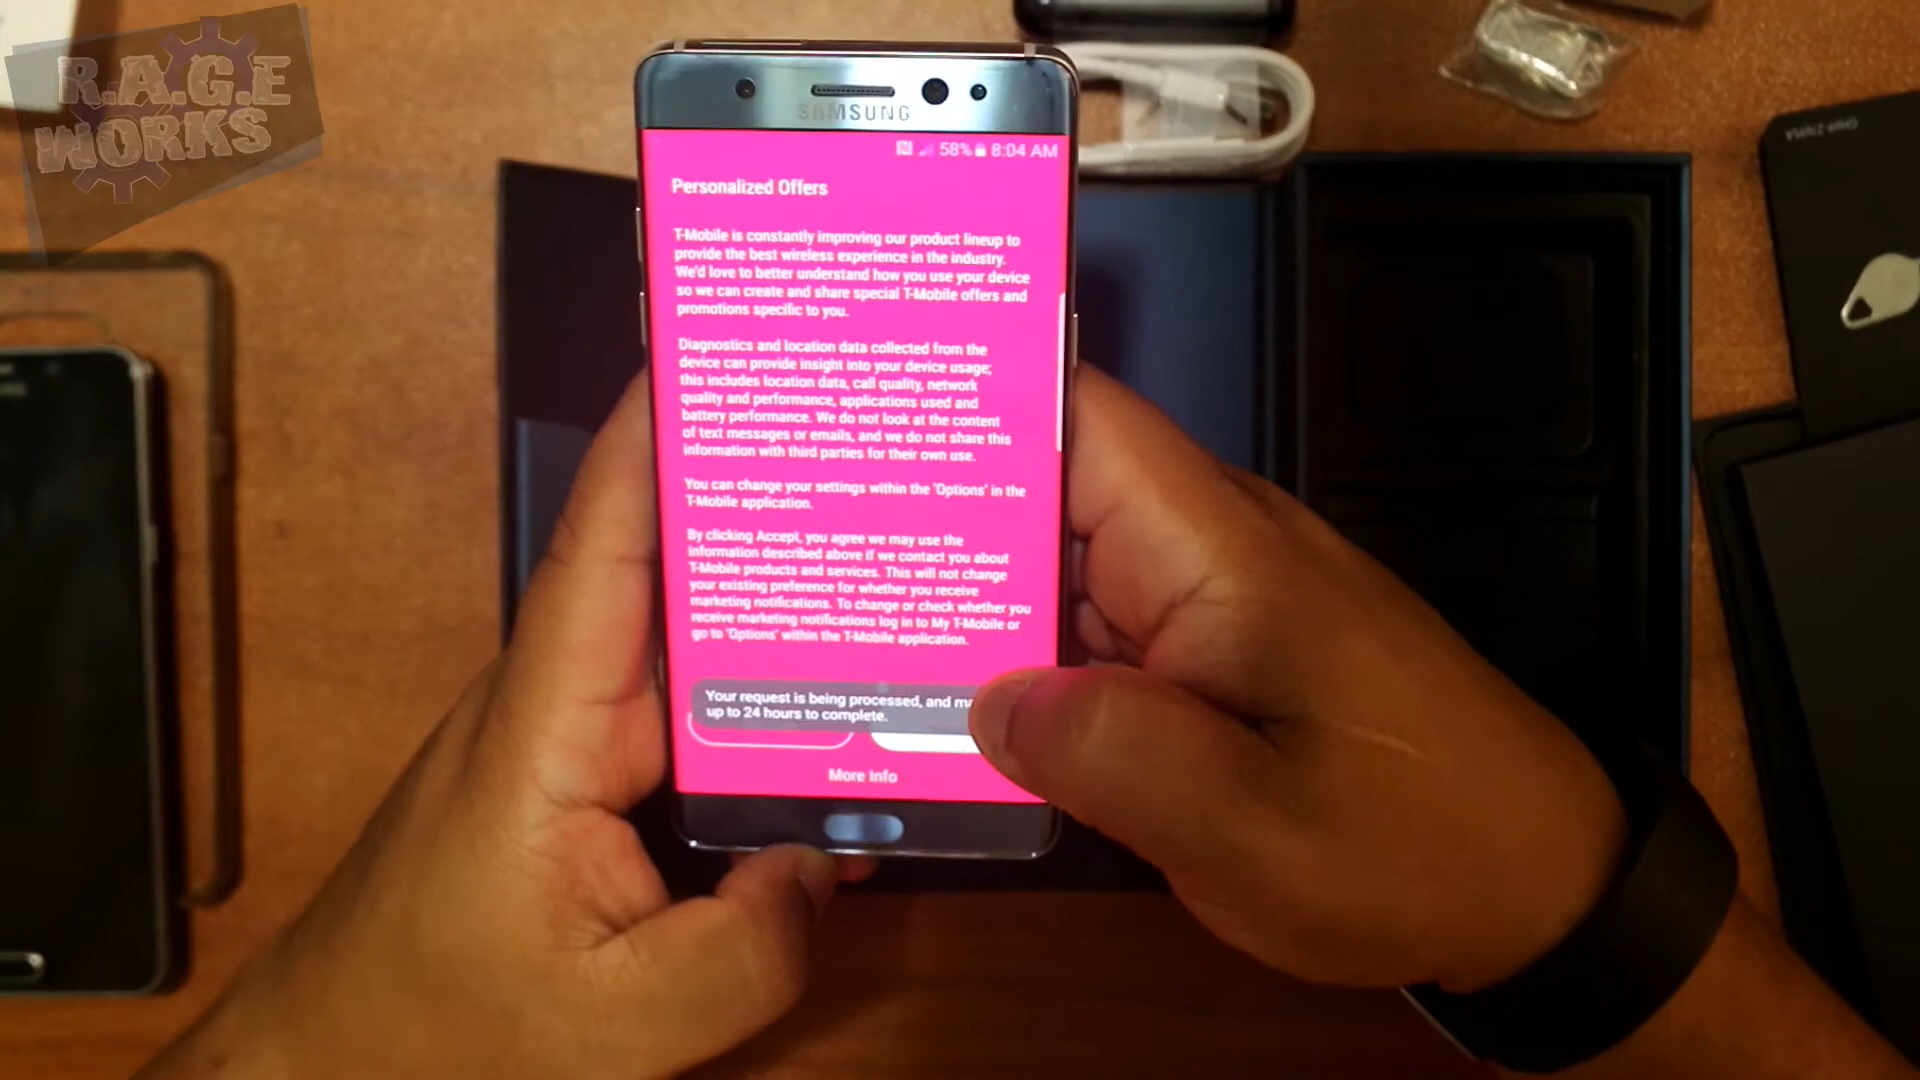 R.A.G.E
WORKS
SAMSUNG
58% 8:04 AM
Personalized Offers
T-Mobile is constantly improving our product lineup to
provide the best wireless experience in the industry.
We'd love to better understand how you use your device
so we can create and share special T-Mobile offers and
promotions specific to you.
Diagnostics and location data collected from the
device can provide insight into your device usage;
this includes location data, call quality, network
quality and performance, applications used and
battery performance. We do not look at the content
of text messages or emails, and we do not share this
information with third parties for their own use.
You can change your settings within the 'Options' in the
T-Mobile application.
By clicking Accept, you agree we may use the
information described above if we contact you about
T-Mobile products and services. This will not change
your existing preference for whether you receive
marketing notifications. To change or check whether you
receive marketing notifications log in to My T-Mobile or
go to 'Options' within the T-Mobile application.
Your request is being processed, and
up to 24 hours to complete.
More info